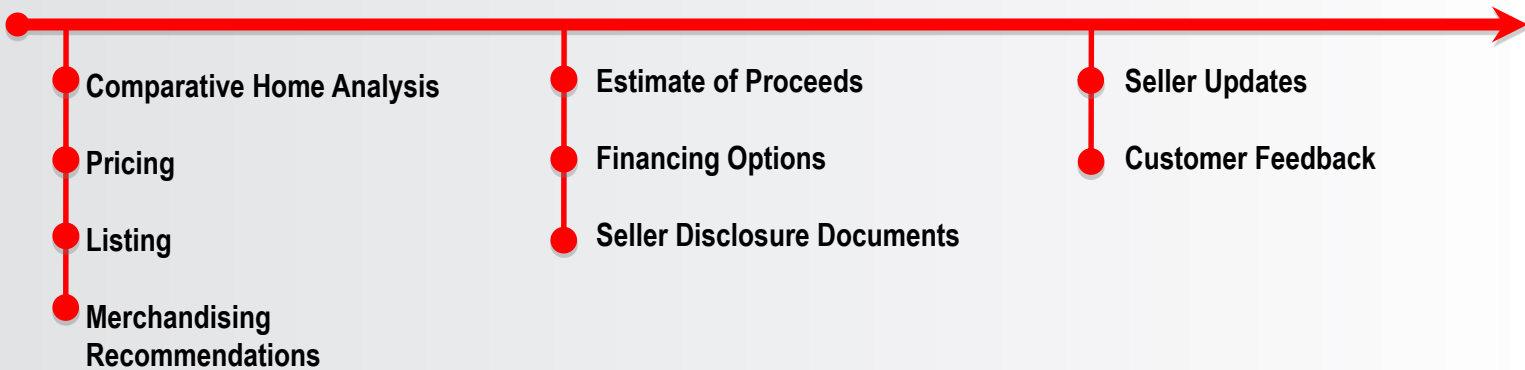 Comparative Home Analysis
Pricing
Listing
Merchandising
Recommendations
Estimate of Proceeds
Financing Options
Seller Disclosure Documents
Seller Updates
Customer Feedback